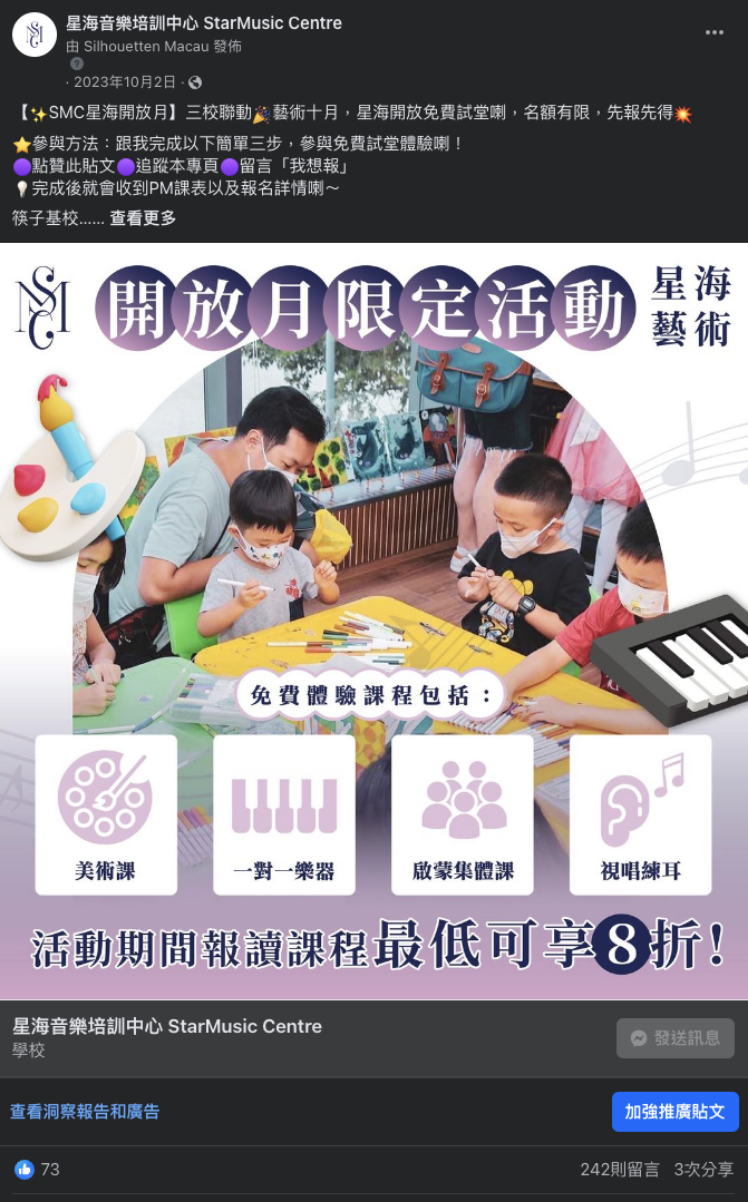 星海音樂培訓中心 StarMusic Centre
由 Silhouetten Macau 發佈
· 2023年10月2日 ·
【✨SMC星海開放月】三校聯動🎉藝術十月，星海開放免費試堂喇，名額有限，先報先得💥
⭐參與方法：跟我完成以下簡單三步，參與免費試堂體驗喇！
🟣點贊此貼文🟣追蹤本專頁🟣留言「我想報」
💡完成後就會收到PM課表以及報名詳情喇～
筷子基校...... 查看更多
SMC
開放月限定活動
星海
藝術
免費體驗課程包括：
美術課
一對一樂器
啟蒙集體課
視唱練耳
活動期間報讀課程最低可享8折！
星海音樂培訓中心 StarMusic Centre
學校
發送訊息
查看洞察報告和廣告
加強推廣貼文
73
242則留言 3次分享